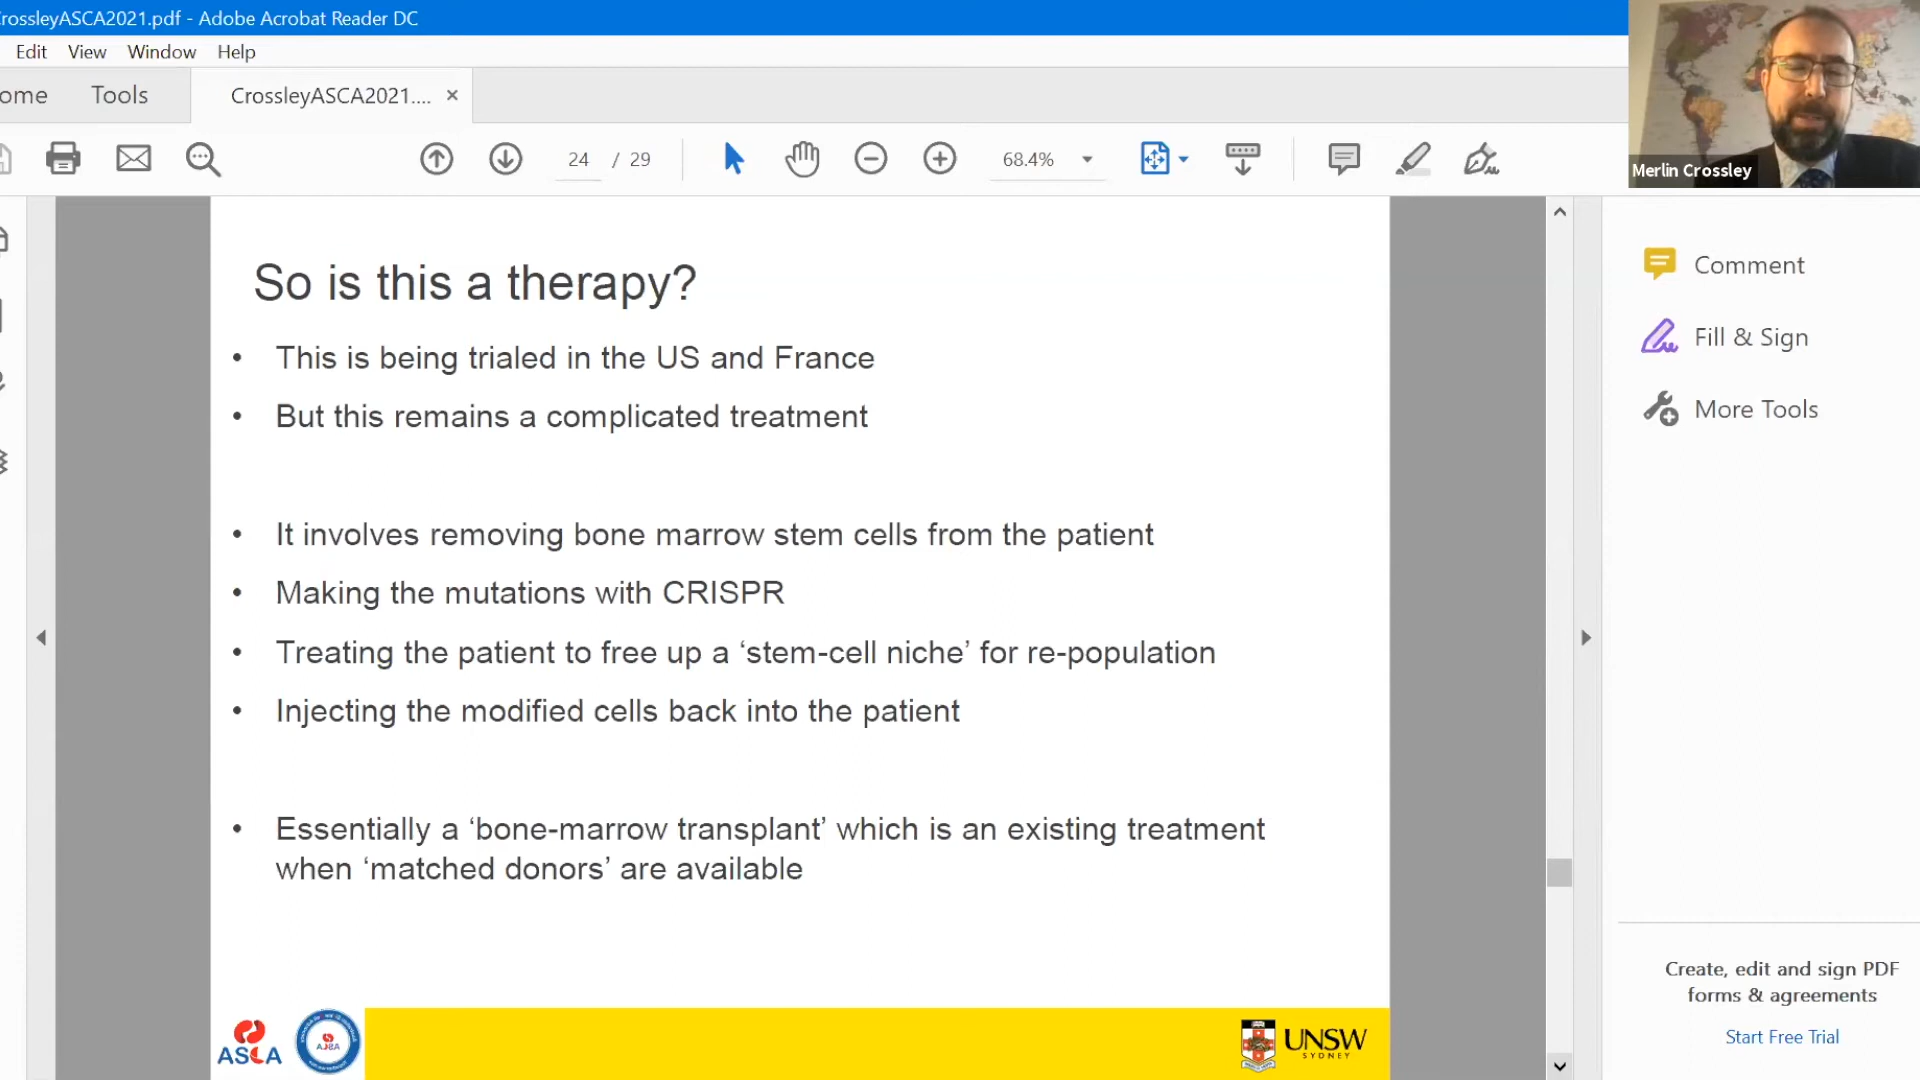 rossleyASCA2021.pdf - Adobe Acrobat Reader DC
Edit View Window Help
ome Tools CrossleyASCA2021.... ×
24 / 29 68.4%
Merlin Crossley
So is this a therapy?
• This is being trialed in the US and France
• But this remains a complicated treatment
• It involves removing bone marrow stem cells from the patient
• Making the mutations with CRISPR
• Treating the patient to free up a ‘stem-cell niche’ for re-population
• Injecting the modified cells back into the patient
• Essentially a ‘bone-marrow transplant’ which is an existing treatment
when ‘matched donors’ are available
ASCA
UNSW
SYDNEY
Comment
Fill & Sign
More Tools
Create, edit and sign PDF
forms & agreements
Start Free Trial